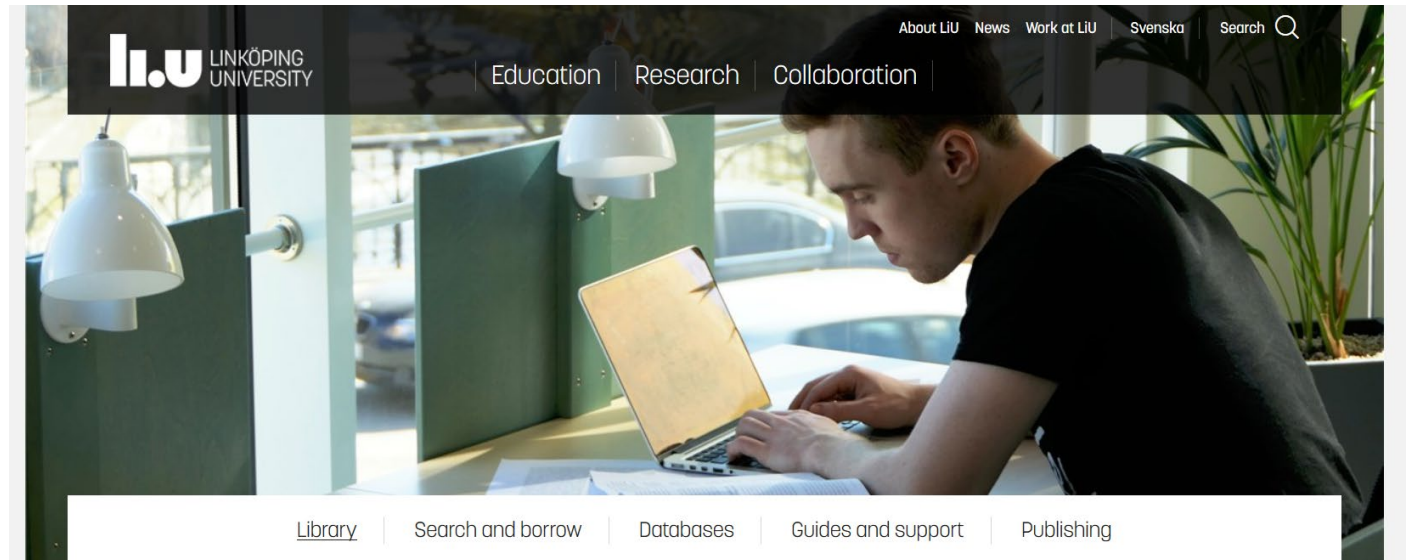 About LiU News Work at LiU Svenska Search
LiU LINKÖPING
UNIVERSITY
Education Research Collaboration
Library Search and borrow Databases Guides and support Publishing